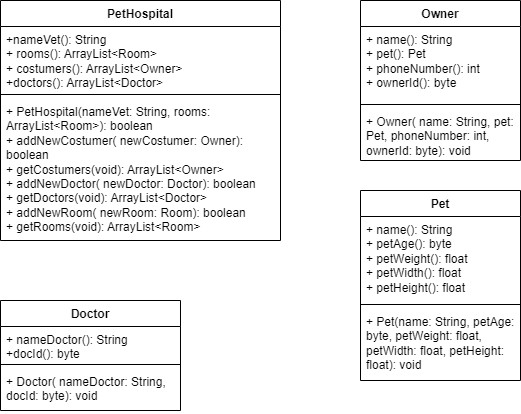 PetHospital
+nameVet(): String
+ rooms(): ArrayList<Room>
+ costumers(): ArrayList<Owner>
+doctors(): ArrayList<Doctor>
+ PetHospital(nameVet: String, rooms:
ArrayList<Room>): boolean
+ addNewCostumer( newCostumer: Owner):
boolean
+ getCostumers(void): ArrayList<Owner>
+ addNewDoctor( newDoctor: Doctor): boolean
+ getDoctors(void): ArrayList<Doctor>
+ addNewRoom( newRoom: Room): boolean
+ getRooms(void): ArrayList<Room>
Owner
+ name(): String
+ pet(): Pet
+ phoneNumber(): int
+ ownerId(): byte
+ Owner( name: String, pet:
Pet, phoneNumber: int,
ownerId: byte): void
Pet
+ name(): String
+ petAge(): byte
+ petWeight(): float
+ petWidth(): float
+ petHeight(): float
+ Pet(name: String, petAge:
byte, petWeight: float,
petWidth: float, petHeight:
float): void
Doctor
+ nameDoctor(): String
+docId(): byte
+ Doctor( nameDoctor: String,
docId: byte): void